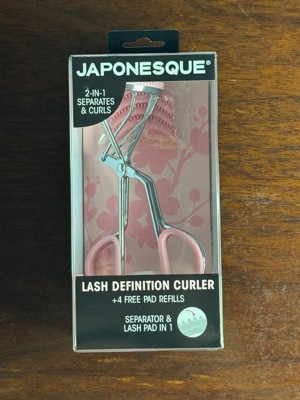 JAPONESQUE®
2-IN-1
SEPARATES
& CURLS
LASH DEFINITION CURLER
+4 FREE PAD REFILLS
SEPARATOR &
LASH PAD IN 1